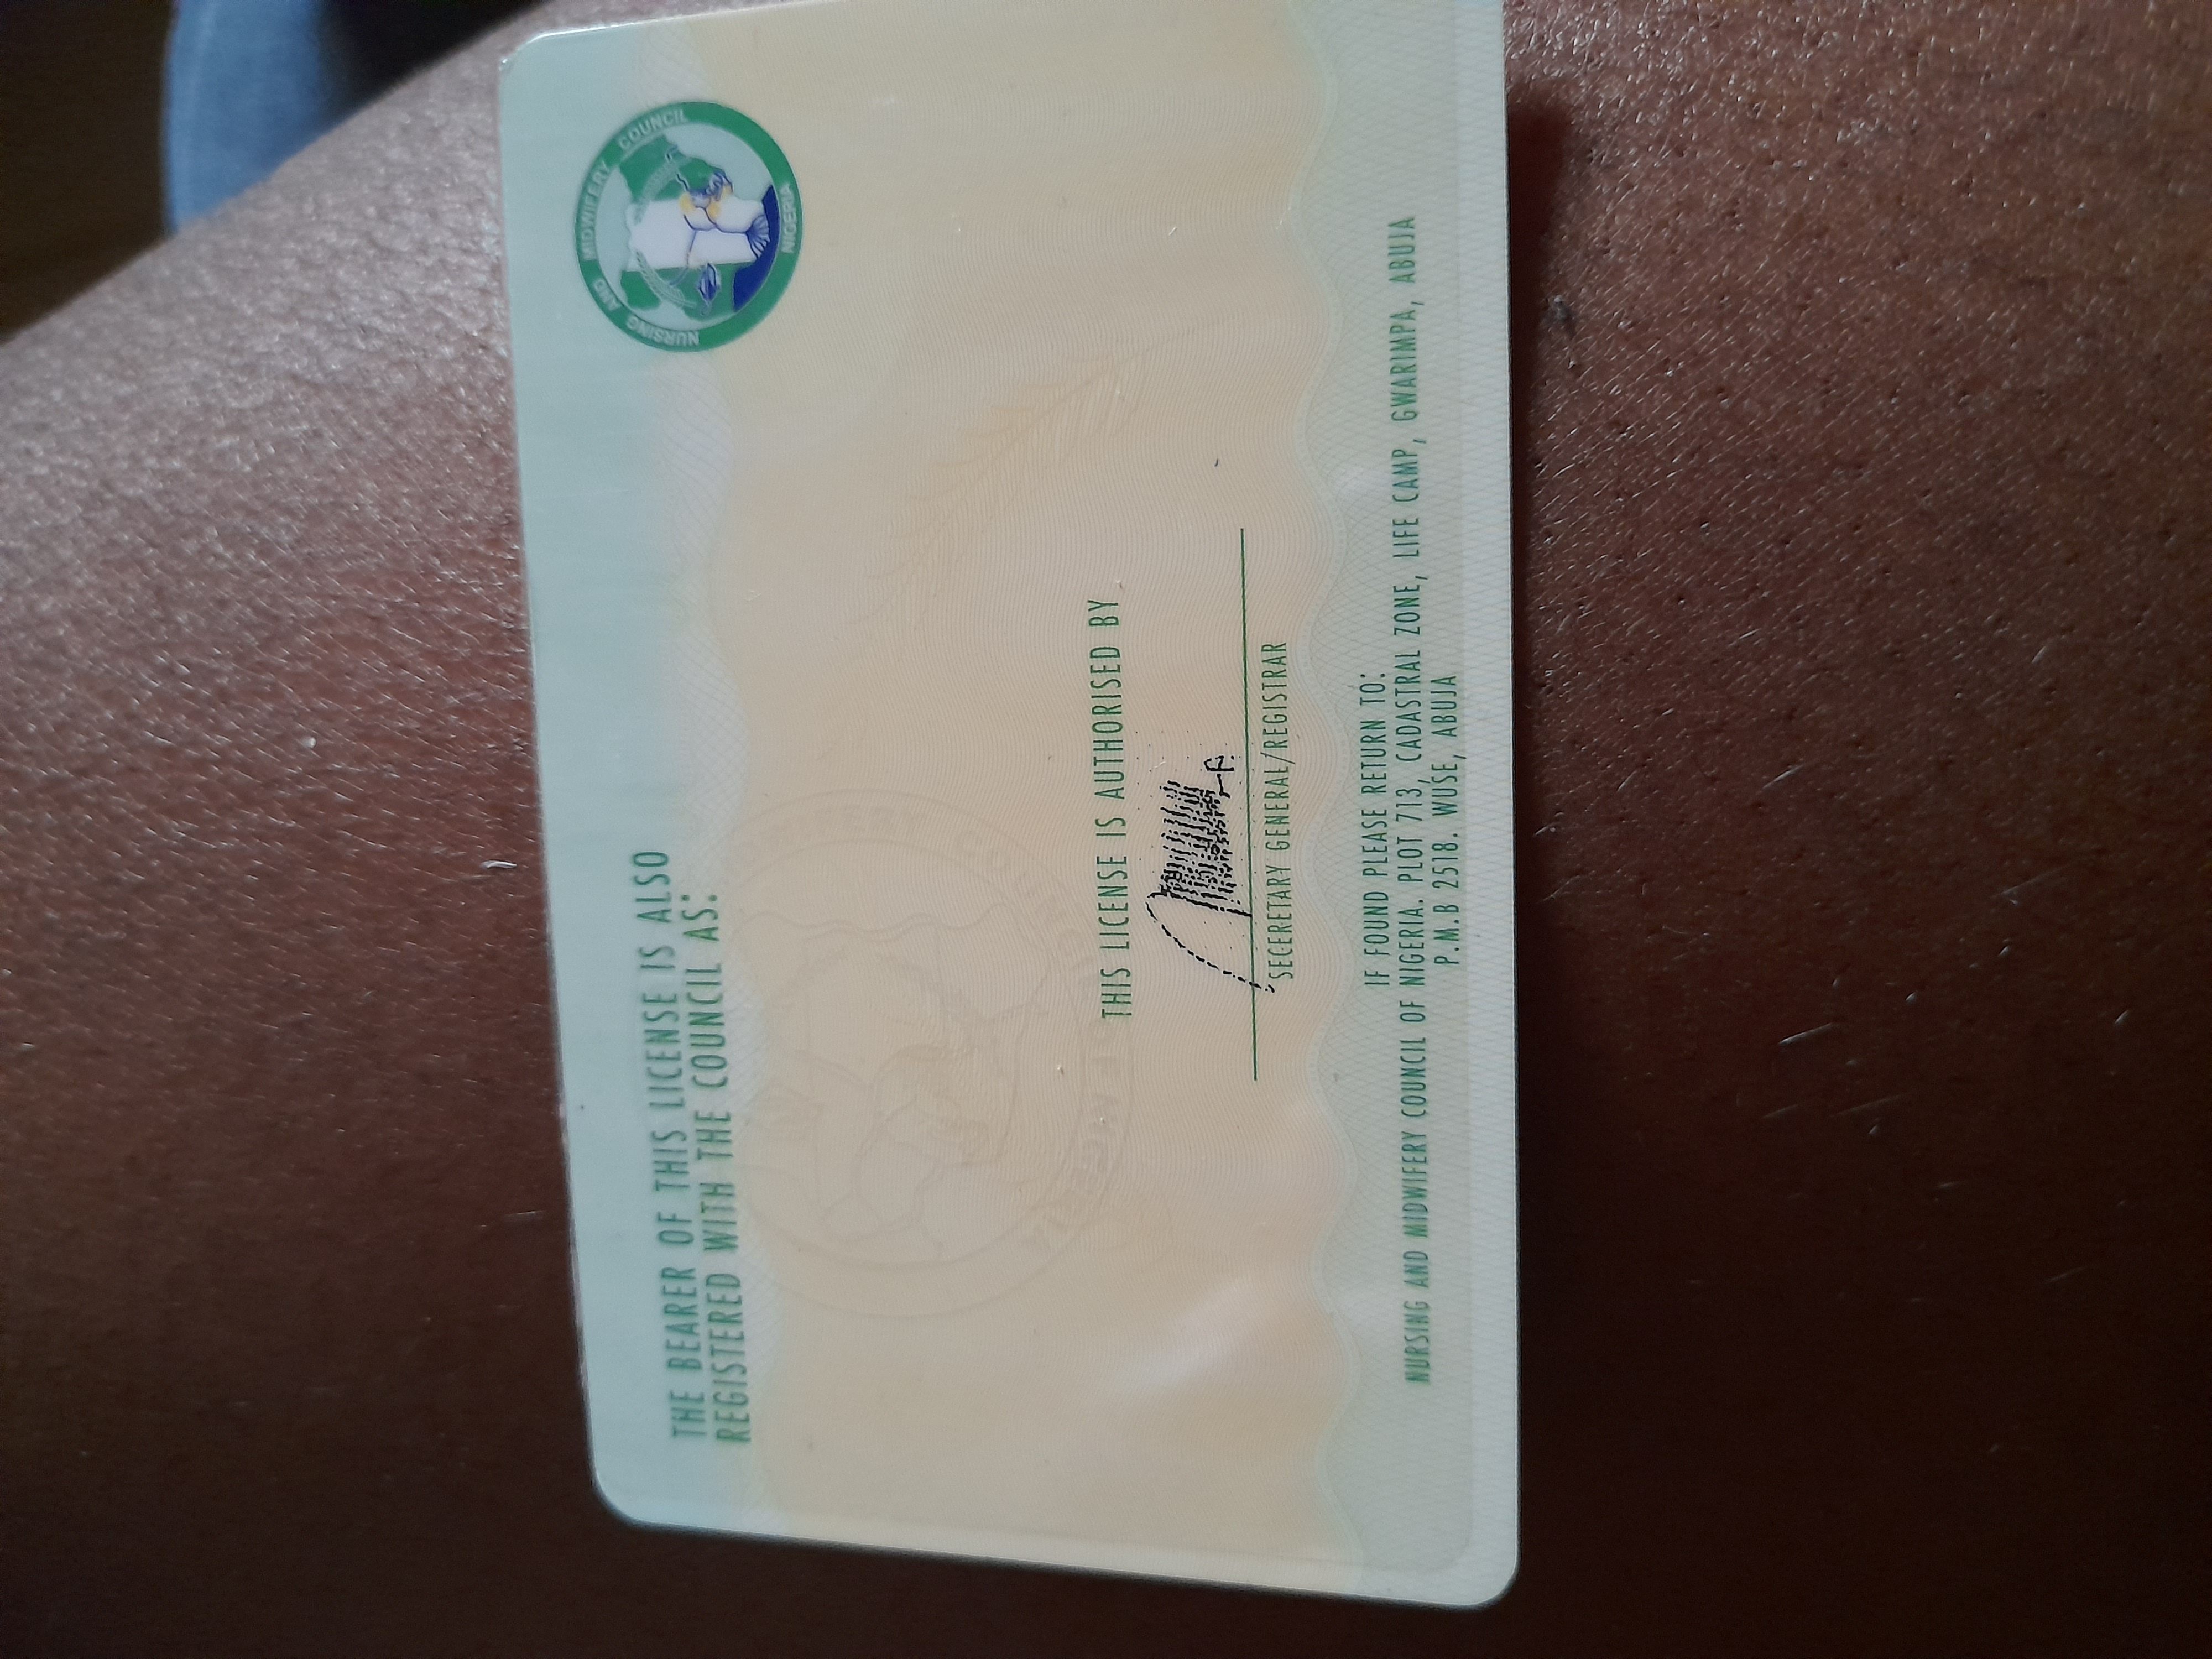 THE BEARER OF THIS LICENSE IS ALSO
REGISTERED WITH THE COUNCIL AS:
NURSING AND MIDWIFERY COUNCIL
NIGERIA
THIS LICENSE IS AUTHORISED BY
SECERETARY GENERAL/REGISTRAR
IF FOUND PLEASE RETURN TO:
NURSING AND MIDWIFERY COUNCIL OF NIGERIA. PLOT 713, CADASTRAL ZONE, LIFE CAMP, GWARIMPA, ABUJA
P.M.B 2518. WUSE, ABUJA